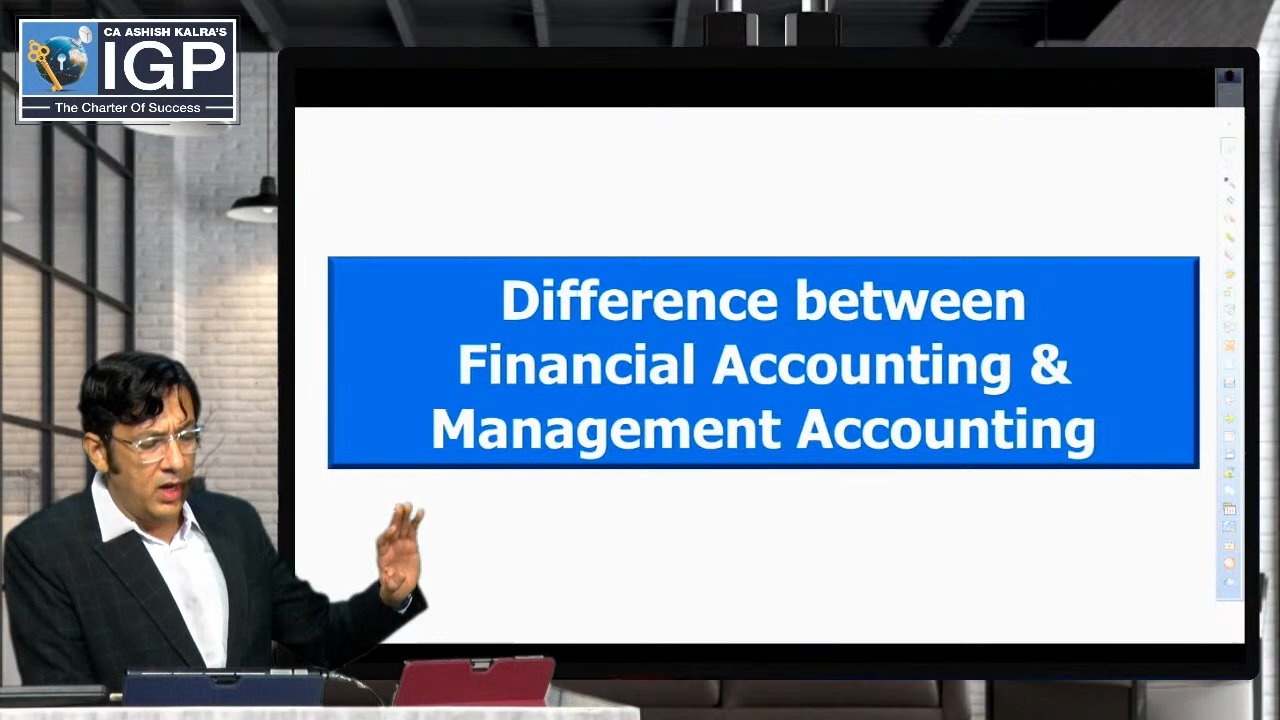 CA ASHISH KALRA'S
IGP
The Charter Of Success
Difference between
Financial Accounting &
Management Accounting